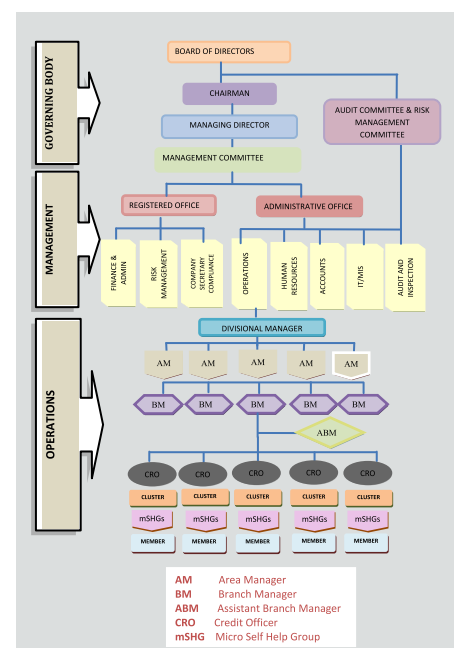 GOVERNING BODY
BOARD OF DIRECTORS
CHAIRMAN
AUDIT COMMITTEE & RISK
MANAGEMENT
COMMITTEE
MANAGING DIRECTOR
MANAGEMENT COMMITTEE
MANAGEMENT
REGISTERED OFFICE
ADMINISTRATIVE OFFICE
FINANCE &
ADMIN
RISK
MANAGEMENT
COMPANY
SECRETARY
COMPLIANCE
OPERATIONS
HUMAN
RESOURCES
ACCOUNTS
IT/MIS
AUDIT AND
INSPECTION
OPERATIONS
DIVISIONAL MANAGER
AM AM AM AM AM
BM BM BM BM BM
ABM
CRO CRO CRO CRO CRO
CLUSTER CLUSTER CLUSTER CLUSTER CLUSTER
mSHGs mSHGs mSHGs mSHGs mSHGs
MEMBER MEMBER MEMBER MEMBER MEMBER
AM Area Manager
BM Branch Manager
ABM Assistant Branch Manager
CRO Credit Officer
mSHG Micro Self Help Group